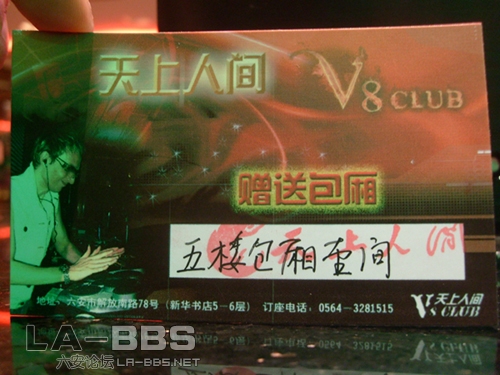 天上人间
V8 CLUB
赠送包厢
天上人间
五楼包厢壹间
地址：六安市解放南路78号（新华书店5-6层） 订座电话：0564-3281515
天上人间
V8 CLUB
LA-BBS
六安论坛 LA-BBS.NET